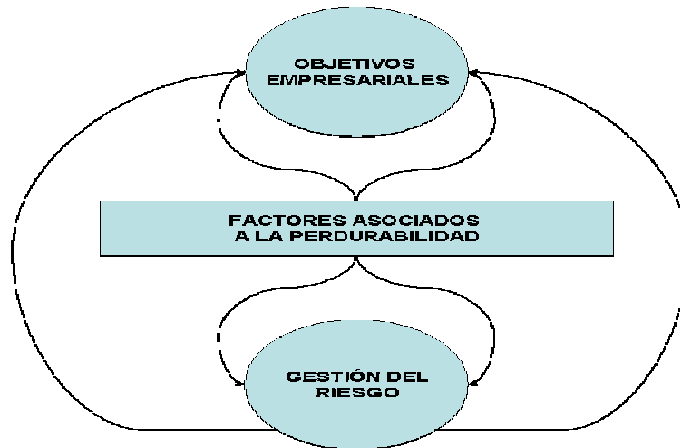 OBJETIVOS
EMPRESARIALES
FACTORES ASOCIADOS
A LA PERDURABILIDAD
GESTIÓN DEL
RIESGO